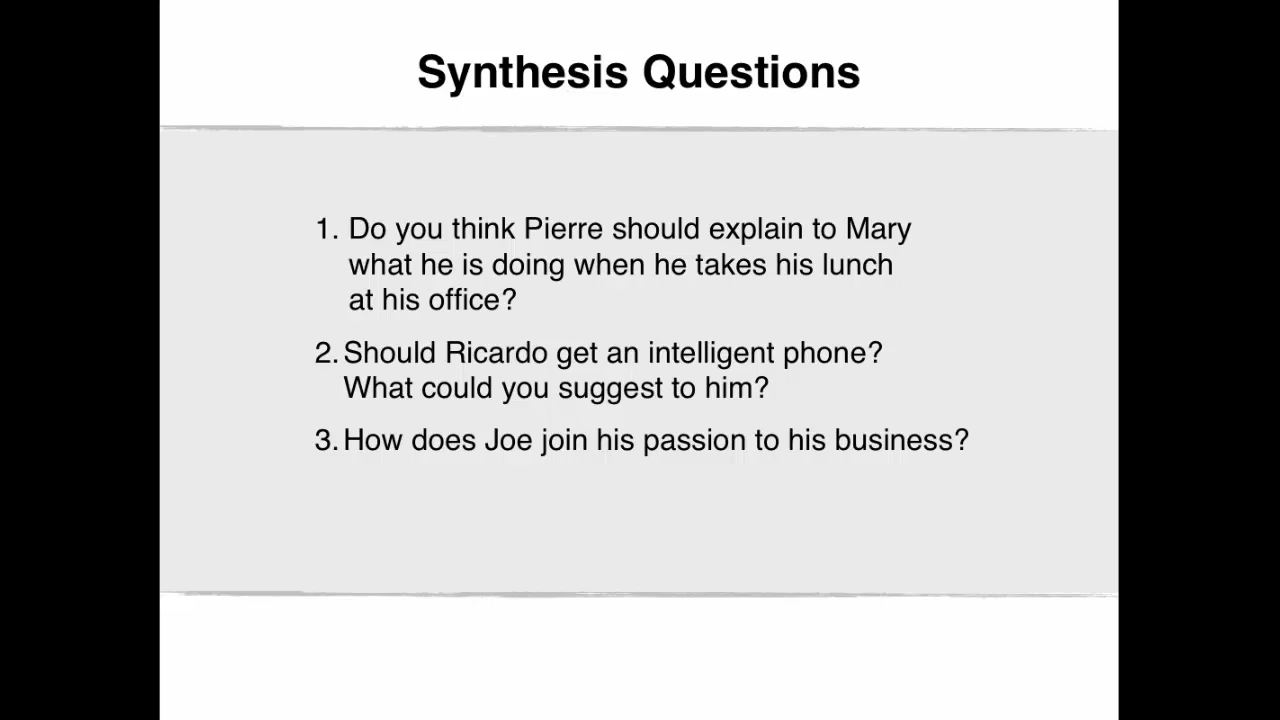 Synthesis Questions
1. Do you think Pierre should explain to Mary
what he is doing when he takes his lunch
at his office?
2. Should Ricardo get an intelligent phone?
What could you suggest to him?
3. How does Joe join his passion to his business?